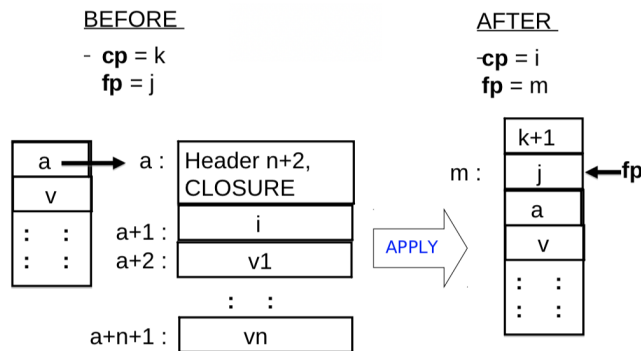 BEFORE
- cp = k
fp = j
a
v
: :
: :
a :
Header n+2,
CLOSURE
a+1 :
i
a+2 :
v1
: :
a+n+1 :
vn
APPLY
AFTER
-cp = i
fp = m
k+1
m :
j
fp
a
v
: :
: :